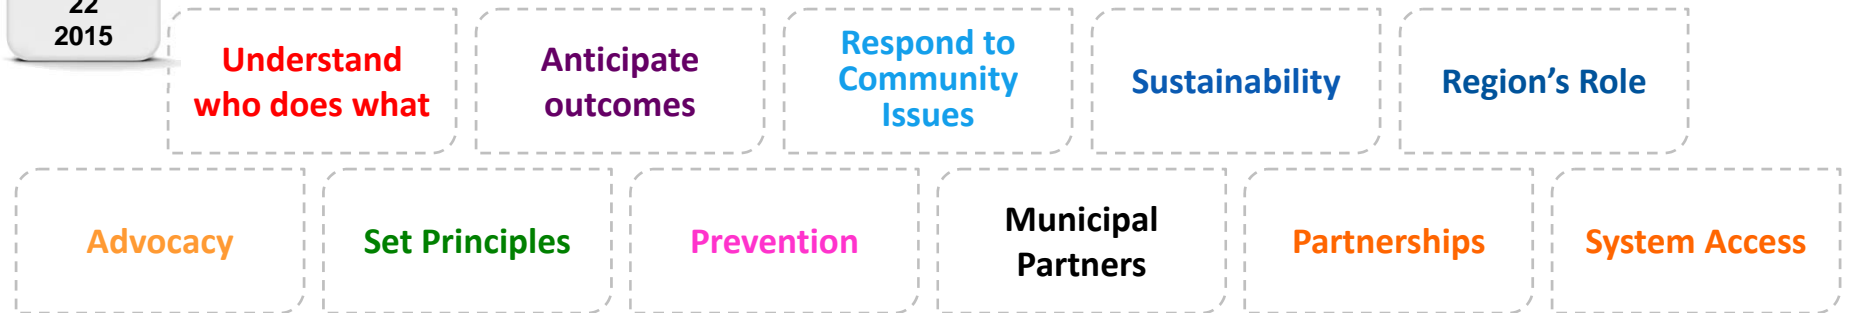 22
2015
Understand
who does what
Anticipate
outcomes
Respond to
Community
Issues
Sustainability
Region's Role
Advocacy
Set Principles
Prevention
Municipal
Partners
Partnerships
System Access